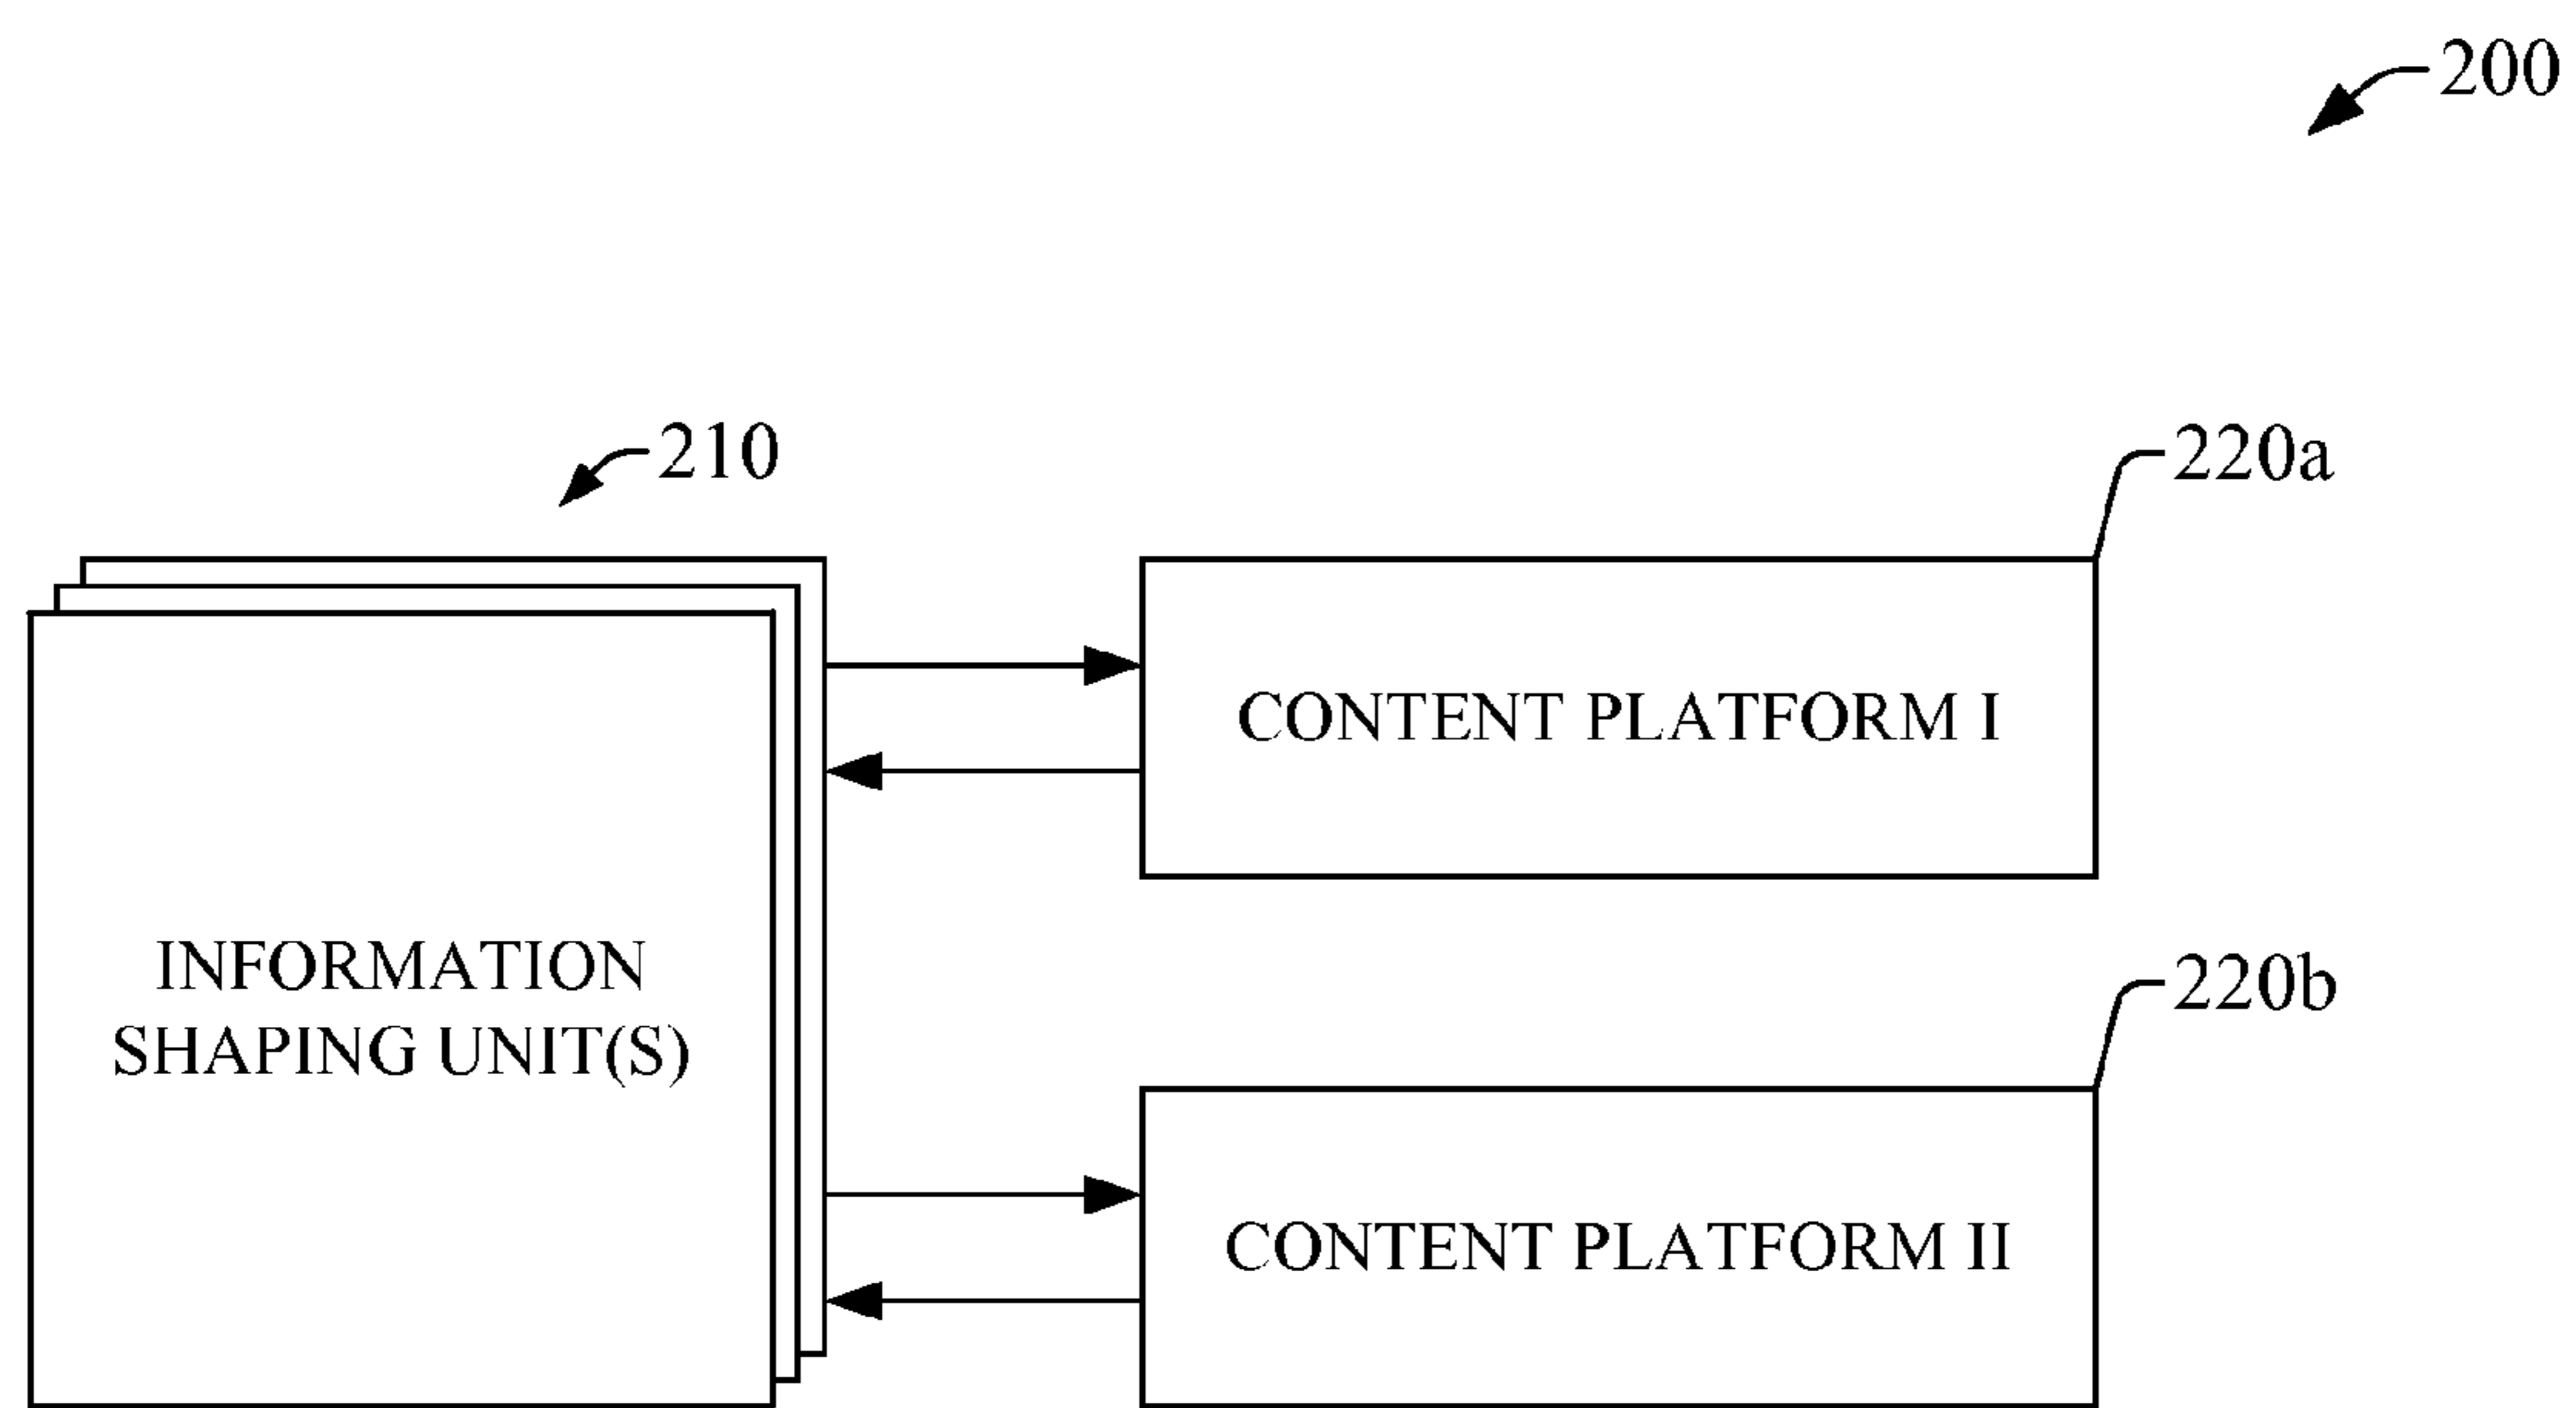 200
210
220a
CONTENT PLATFORM I
INFORMATION
SHAPING UNIT(S)
220b
CONTENT PLATFORM II